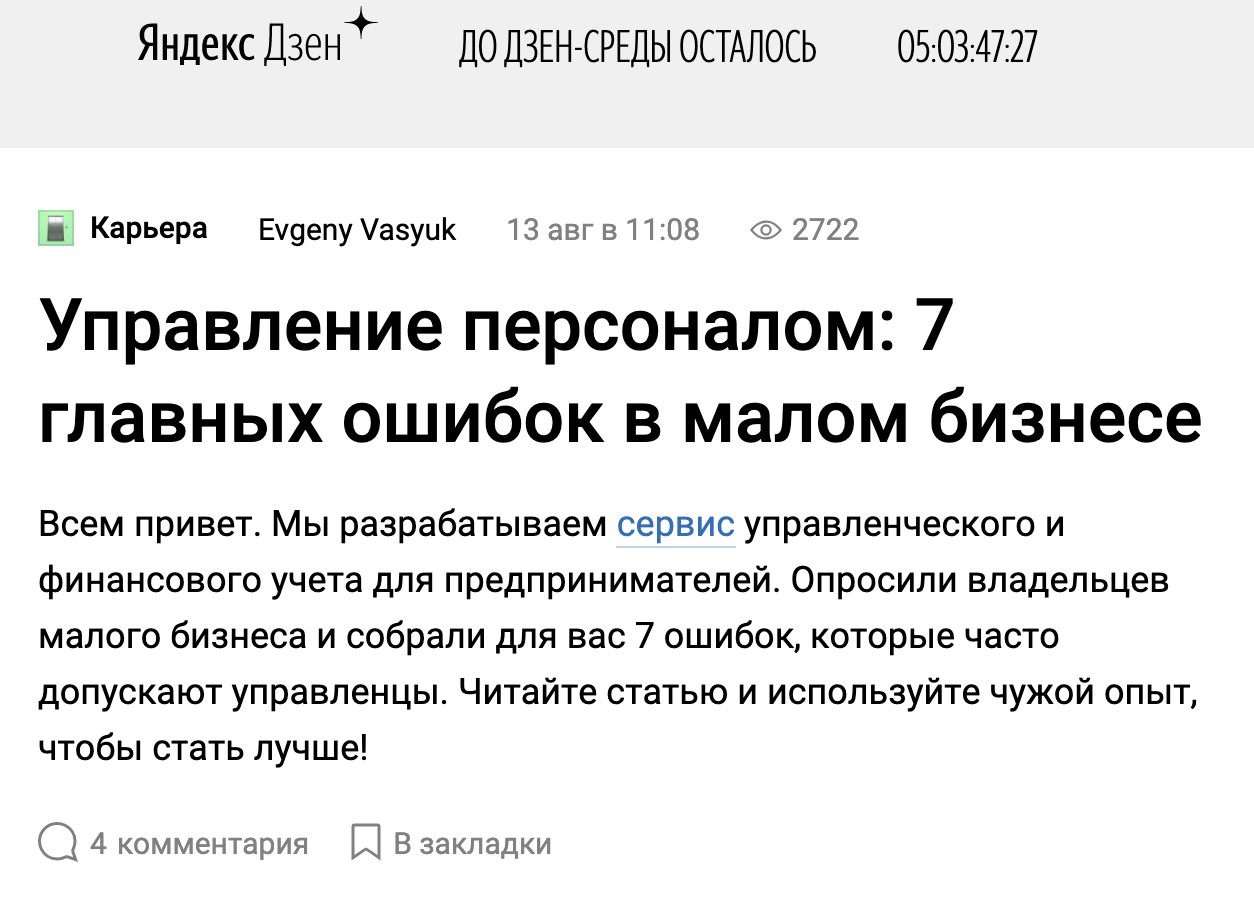 Яндекс Дзен ДО ДЗЕН-СРЕДЫ ОСТАЛОСЬ 05:03:47:27
Карьера Evgeny Vasyuk 13 авг в 11:08 2722
Управление персоналом: 7
главных ошибок в малом бизнесе
Всем привет. Мы разрабатываем сервис управленческого и
финансового учета для предпринимателей. Опросили владельцев
малого бизнеса и собрали для вас 7 ошибок, которые часто
допускают управленцы. Читайте статью и используйте чужой опыт,
чтобы стать лучше!
4 комментария В закладки